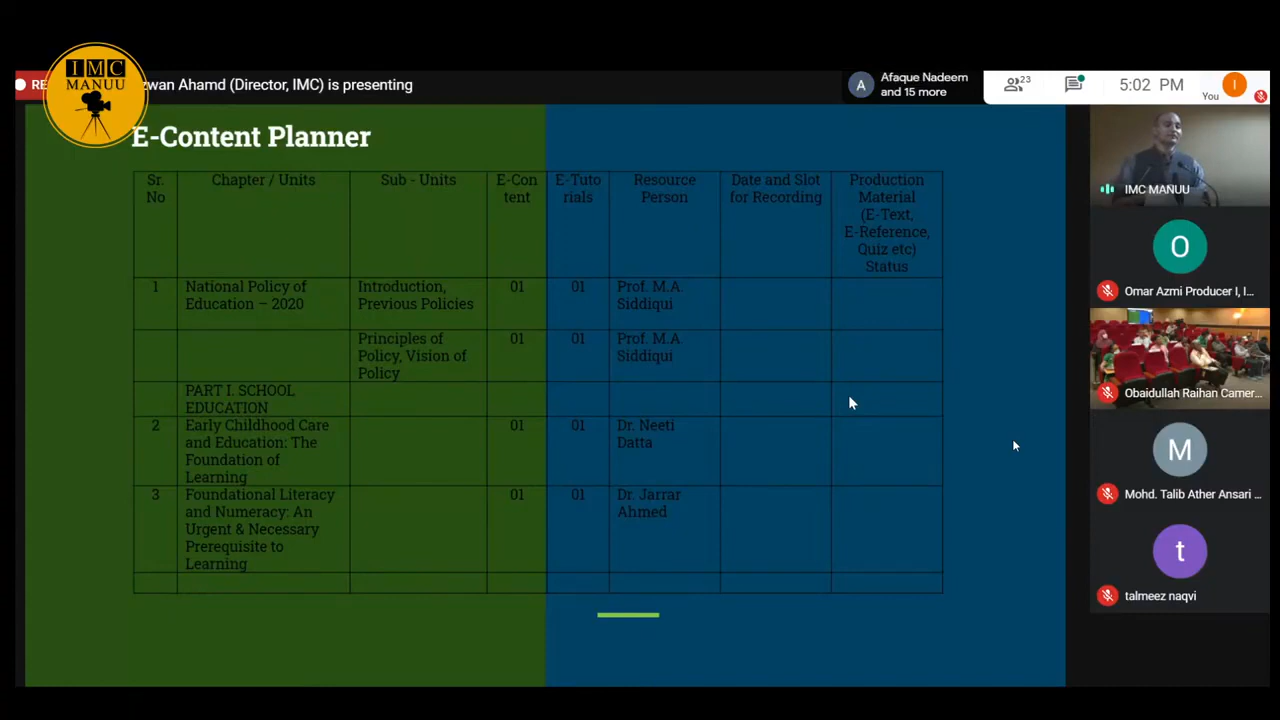 IMC
MANUU
RE
zwan Ahamd (Director, IMC) is presenting
A
Afaque Nadeem
and 15 more
23
5:02 PM
You
I
E-Content Planner
Sr. No
Chapter / Units
Sub - Units
E-Con
tent
E-Tuto
rials
Resource
Person
Date and Slot
for Recording
Production
Material
(E-Text,
E-Reference,
Quiz etc)
Status
1
National Policy of
Education – 2020
Introduction,
Previous Policies
01
01
Prof. M.A.
Siddiqui
Principles of
Policy, Vision of
Policy
01
01
Prof. M.A.
Siddiqui
PART I. SCHOOL
EDUCATION
2
Early Childhood Care
and Education: The
Foundation of
Learning
01
01
Dr. Neeti
Datta
3
Foundational Literacy
and Numeracy: An
Urgent & Necessary
Prerequisite to
Learning
01
01
Dr. Jarrar
Ahmed
IMC MANUU
O
Omar Azmi Producer I, I...
Obaidullah Raihan Camer...
M
Mohd. Talib Ather Ansari ...
t
talmeez naqvi